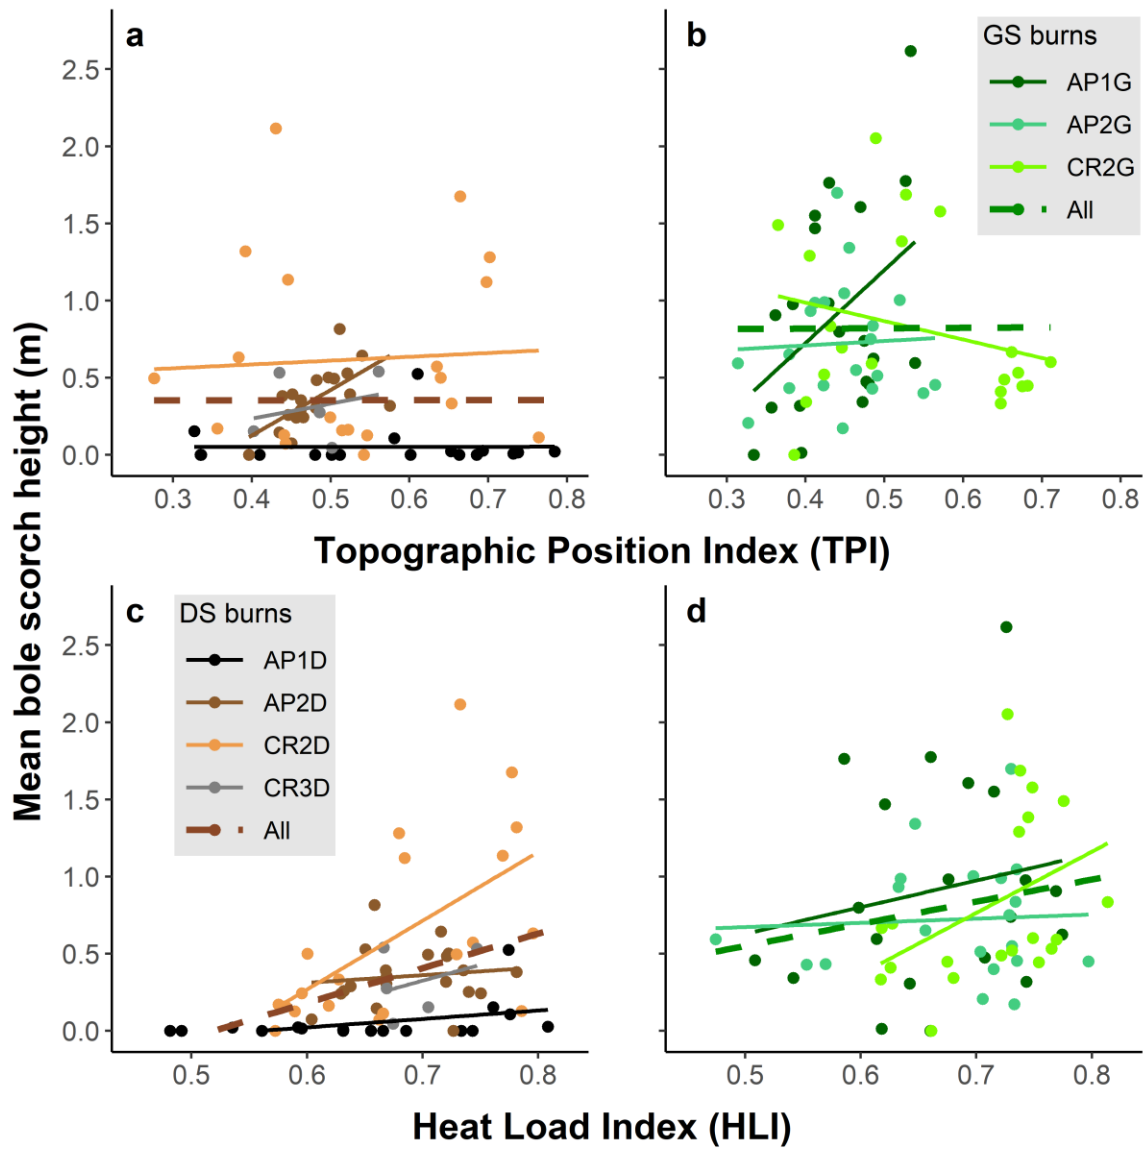 a
b
GS burns
AP1G
AP2G
CR2G
All
2.5
2.0
1.5
1.0
0.5
0.0
0.3 0.4 0.5 0.6 0.7 0.8
0.3 0.4 0.5 0.6 0.7 0.8
Topographic Position Index (TPI)
Mean bole scorch height (m)
c
d
DS burns
AP1D
AP2D
CR2D
CR3D
All
2.5
2.0
1.5
1.0
0.5
0.0
0.5 0.6 0.7 0.8
0.5 0.6 0.7 0.8
Heat Load Index (HLI)